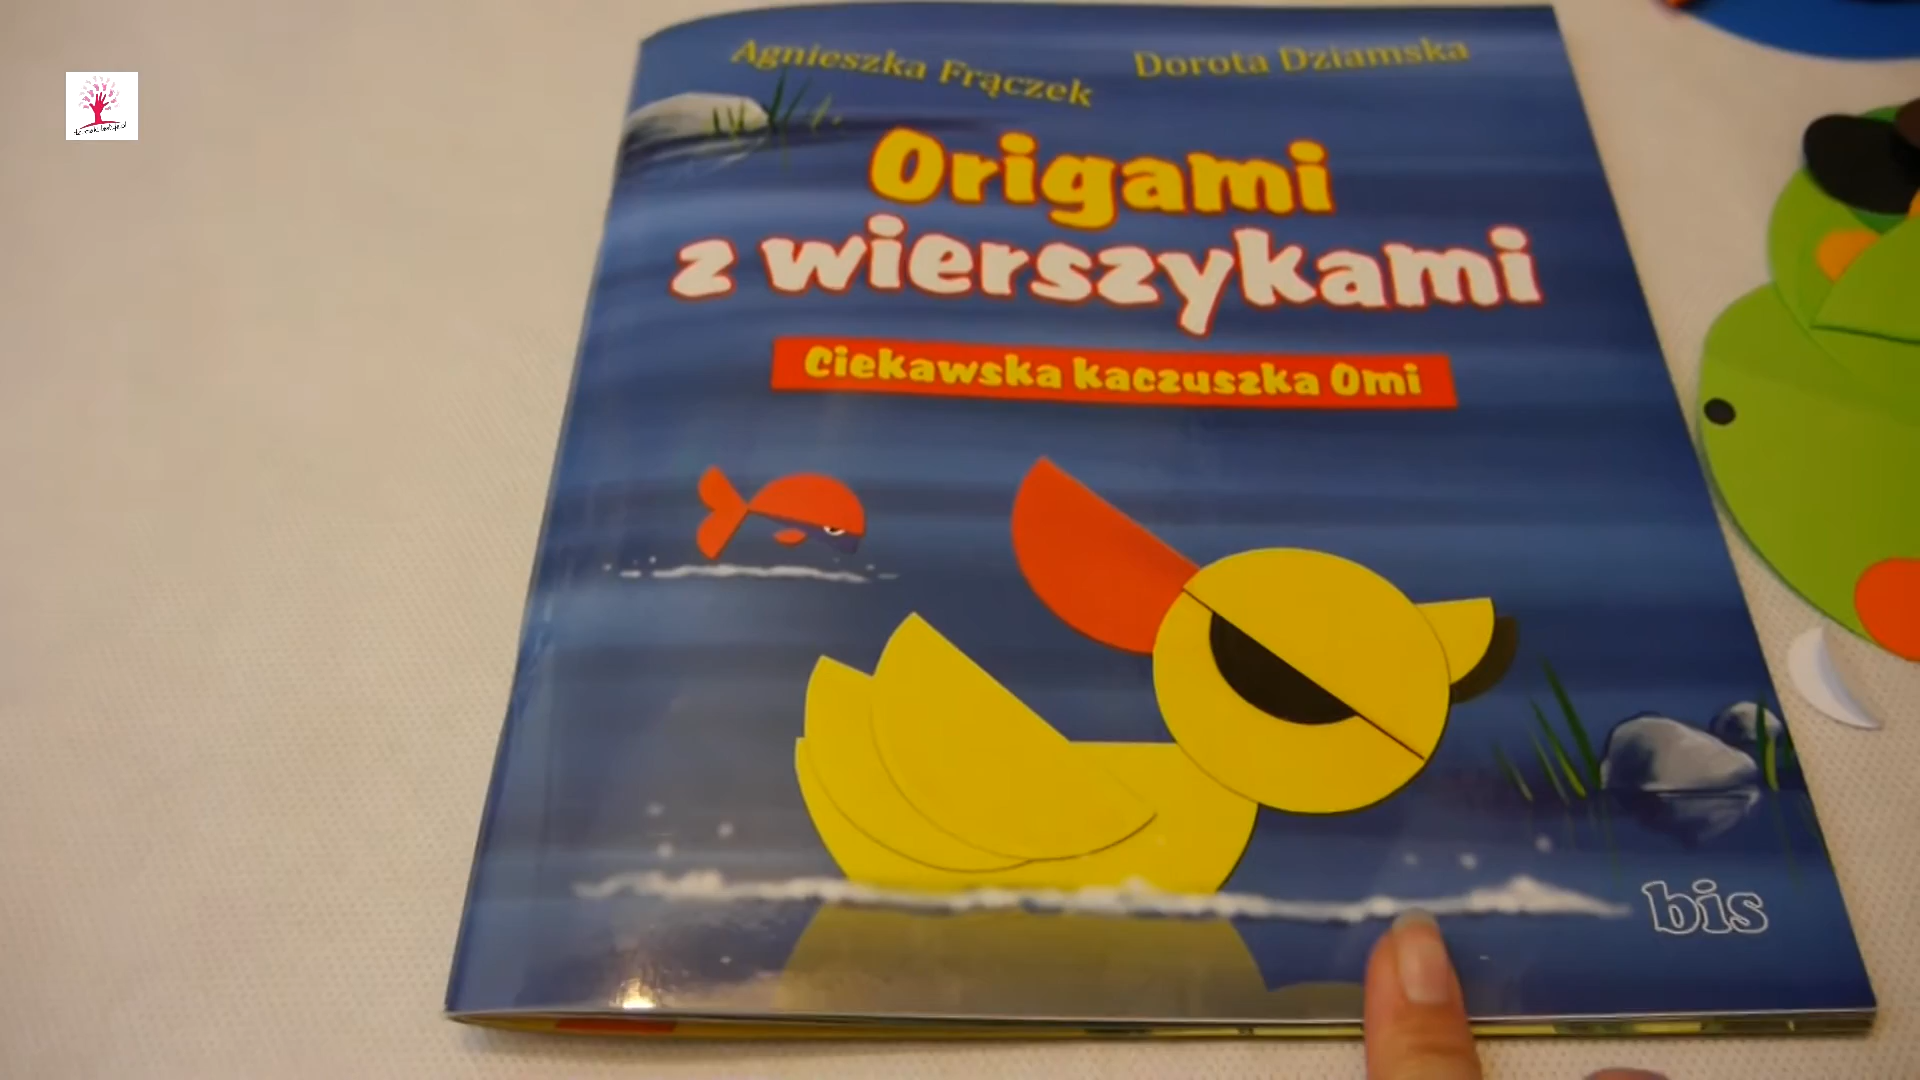 Agnieszka Frączek
Dorota Dziamska
Origami
z wierszykami
Ciekawska kaczuszka Omi
bis